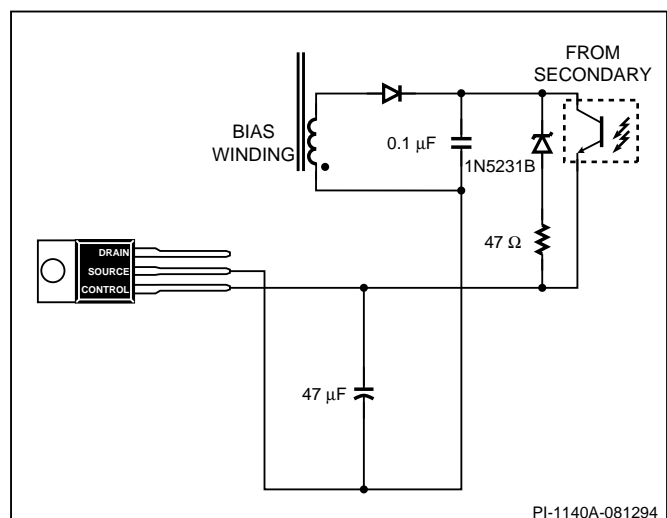 FROM
SECONDARY
BIAS
WINDING
0.1 µF
1N5231B
47 Ω
DRAIN
SOURCE
CONTROL
47 µF
PI-1140A-081294